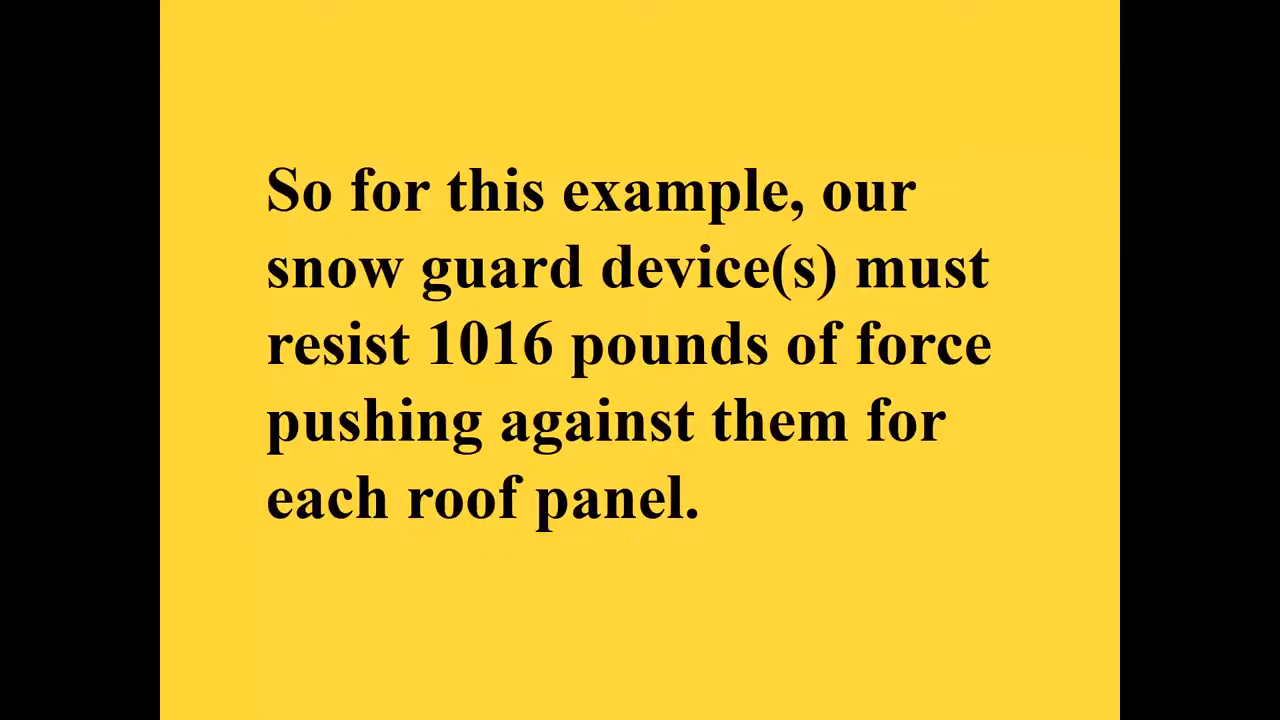 So for this example, our
snow guard device(s) must
resist 1016 pounds of force
pushing against them for
each roof panel.